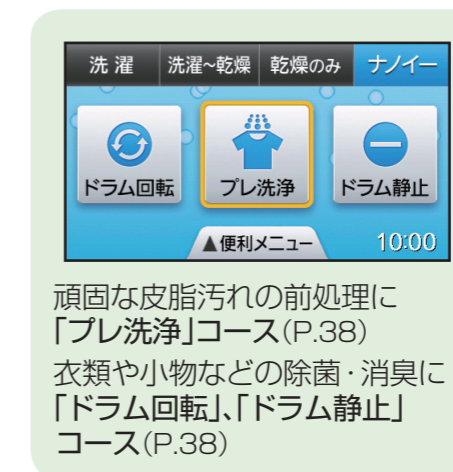 洗濯 洗濯~乾燥 乾燥のみ ナノイー
ドラム回転 プレ洗浄 ドラム静止
▲便利メニュー 10:00
頑固な皮脂汚れの前処理に
「プレ洗浄」コース(P.38)
衣類や小物などの除菌・消臭に
「ドラム回転」、「ドラム静止」
コース(P.38)